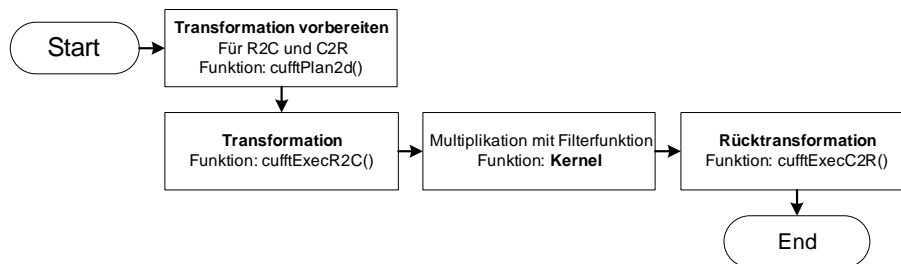 Start
Transformation vorbereiten
Für R2C und C2R
Funktion: cufftPlan2d()
Transformation
Funktion: cufftExecR2C()
Multiplikation mit Filterfunktion
Funktion: Kernel
Rücktransformation
Funktion: cufftExecC2R()
End